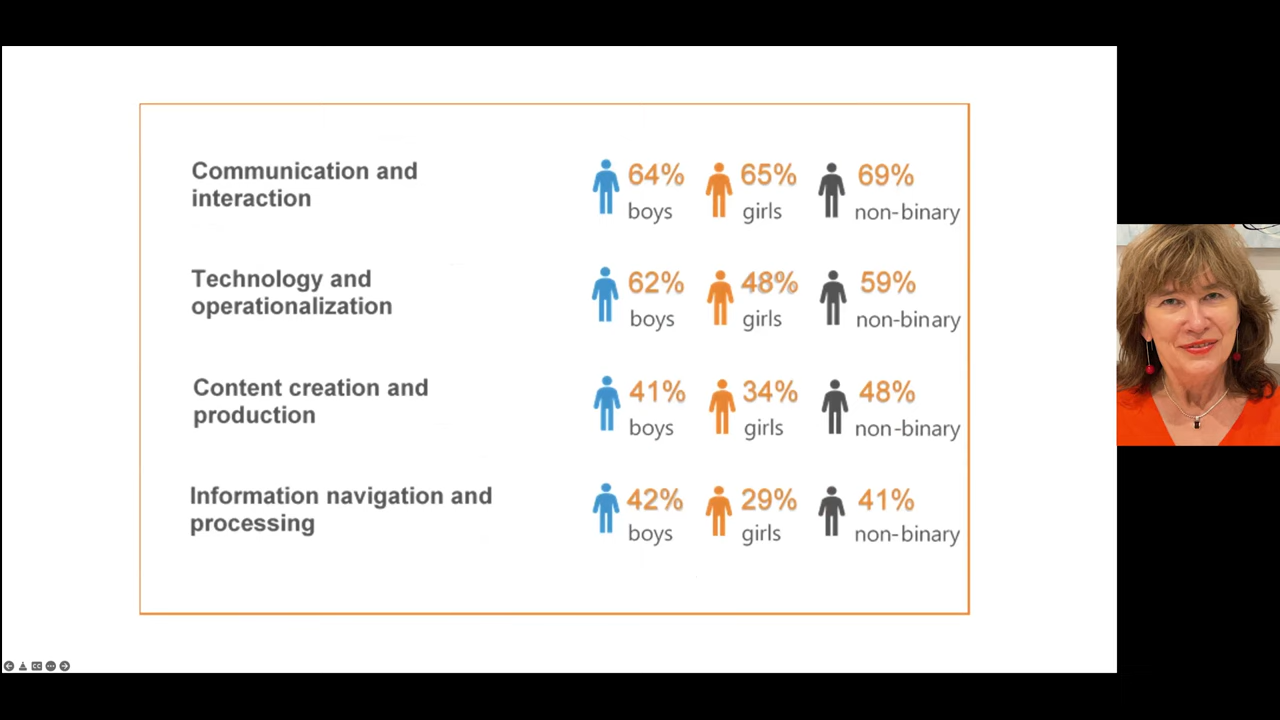 Communication and
interaction
64% 65% 69%
boys girls non-binary
Technology and
operationalization
62% 48% 59%
boys girls non-binary
Content creation and
production
41% 34% 48%
boys girls non-binary
Information navigation and
processing
42% 29% 41%
boys girls non-binary